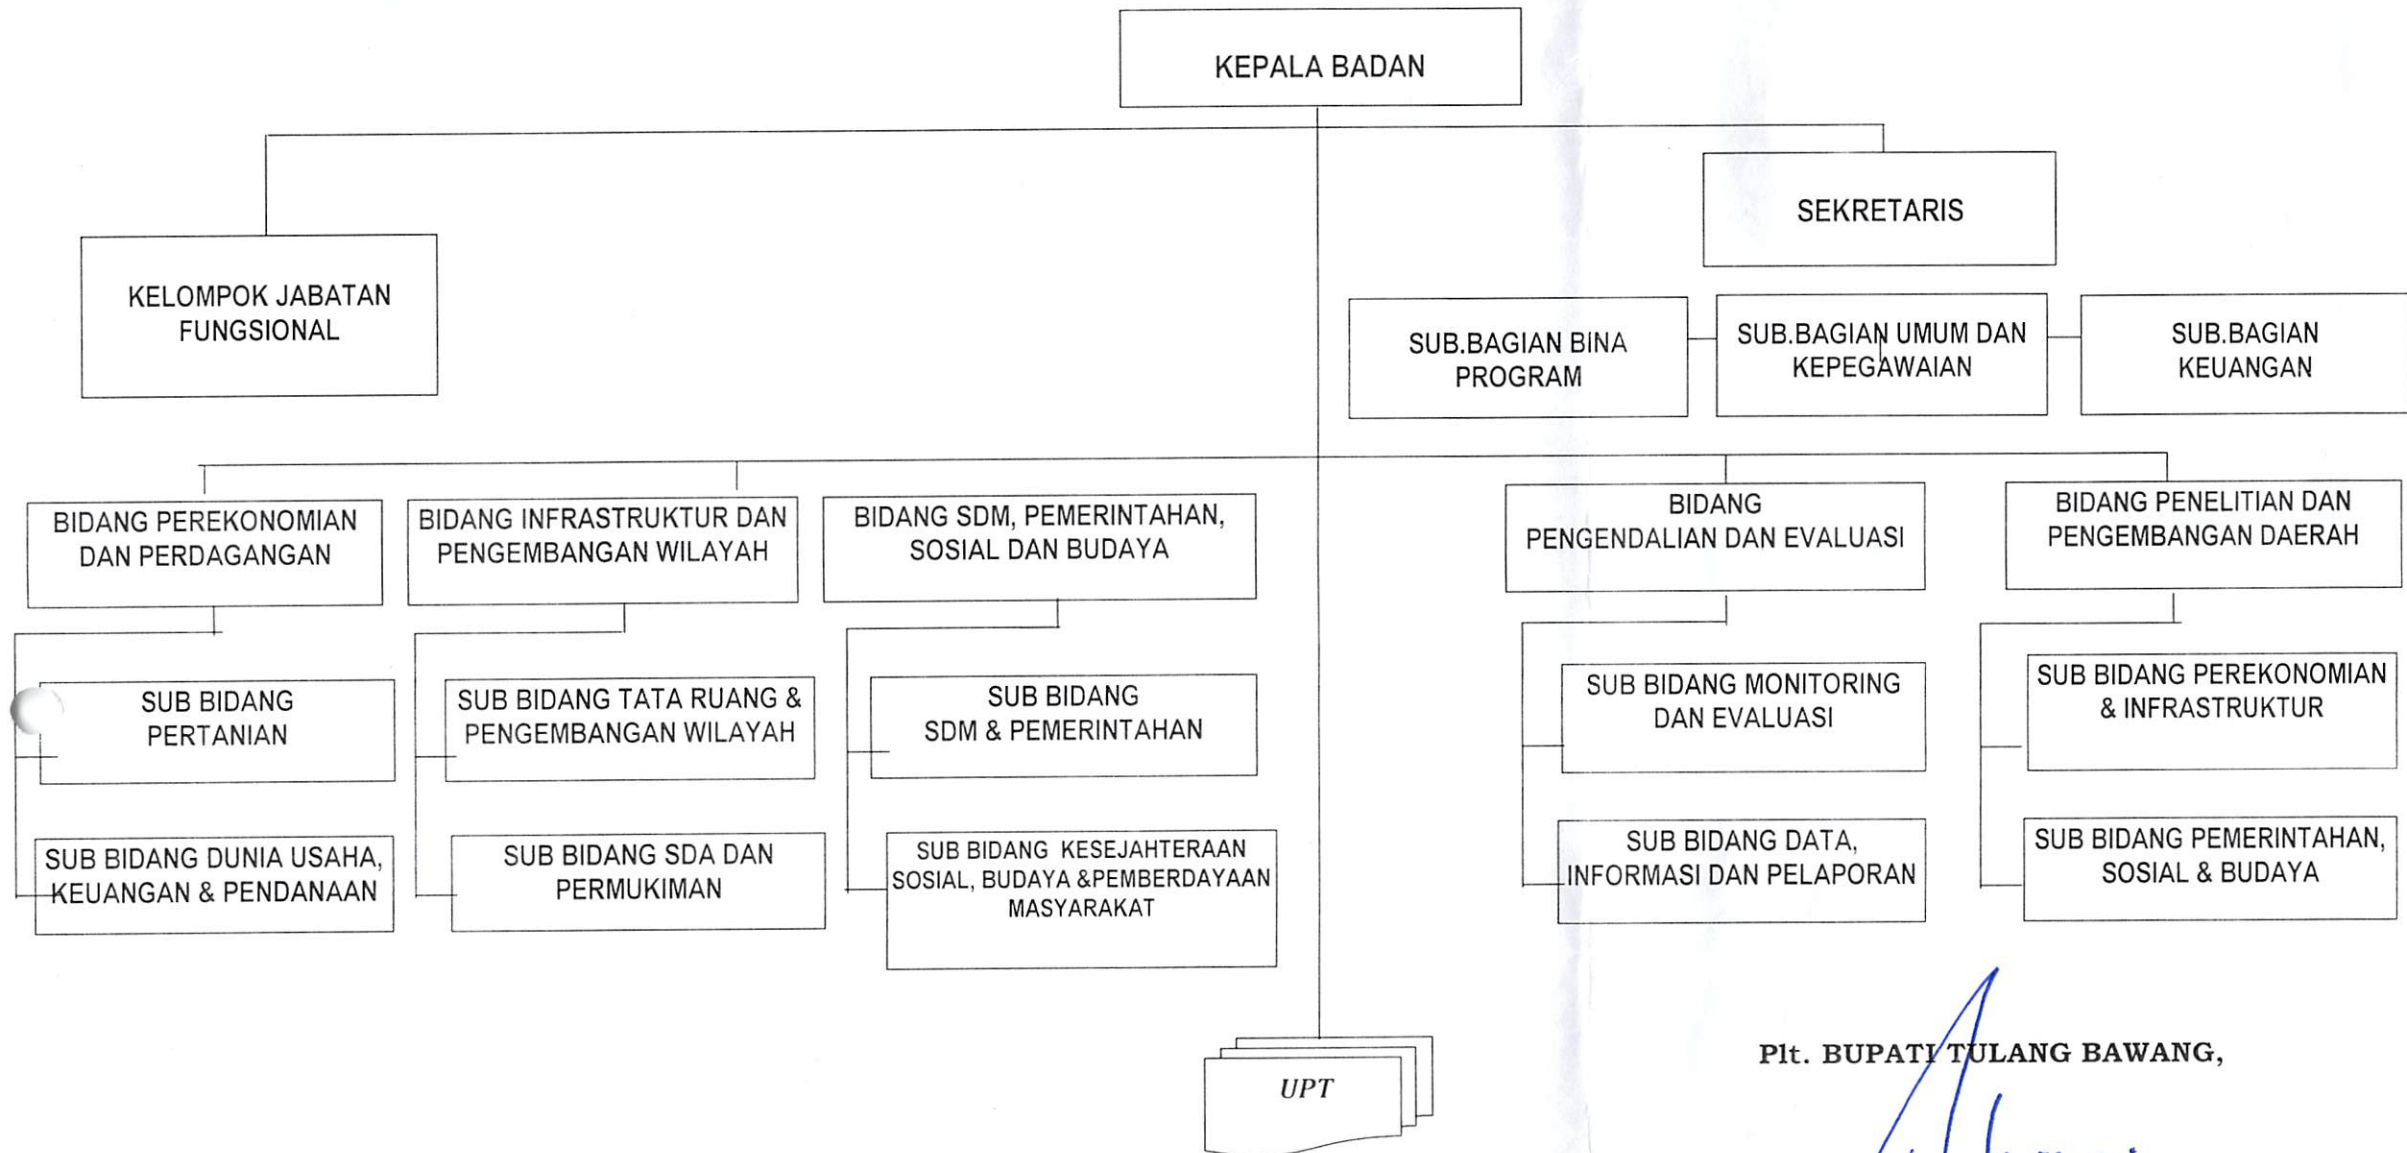 KEPALA BADAN
SEKRETARIS
KELOMPOK JABATAN
FUNGSIONAL
SUB.BAGIAN BINA
PROGRAM
SUB.BAGIAN UMUM DAN
KEPEGAWAIAN
SUB.BAGIAN
KEUANGAN
BIDANG PEREKONOMIAN
DAN PERDAGANGAN
BIDANG INFRASTRUKTUR DAN
PENGEMBANGAN WILAYAH
BIDANG SDM, PEMERINTAHAN,
SOSIAL DAN BUDAYA
BIDANG
PENGENDALIAN DAN EVALUASI
BIDANG PENELITIAN DAN
PENGEMBANGAN DAERAH
SUB BIDANG
PERTANIAN
SUB BIDANG TATA RUANG &
PENGEMBANGAN WILAYAH
SUB BIDANG
SDM & PEMERINTAHAN
SUB BIDANG MONITORING
DAN EVALUASI
SUB BIDANG PEREKONOMIAN
& INFRASTRUKTUR
SUB BIDANG DUNIA USAHA,
KEUANGAN & PENDANAAN
SUB BIDANG SDA DAN
PERMUKIMAN
SUB BIDANG KESEJAHTERAAN
SOSIAL, BUDAYA &PEMBERDAYAAN
MASYARAKAT
SUB BIDANG DATA,
INFORMASI DAN PELAPORAN
SUB BIDANG PEMERINTAHAN,
SOSIAL & BUDAYA
UPT
Plt. BUPATI TULANG BAWANG,